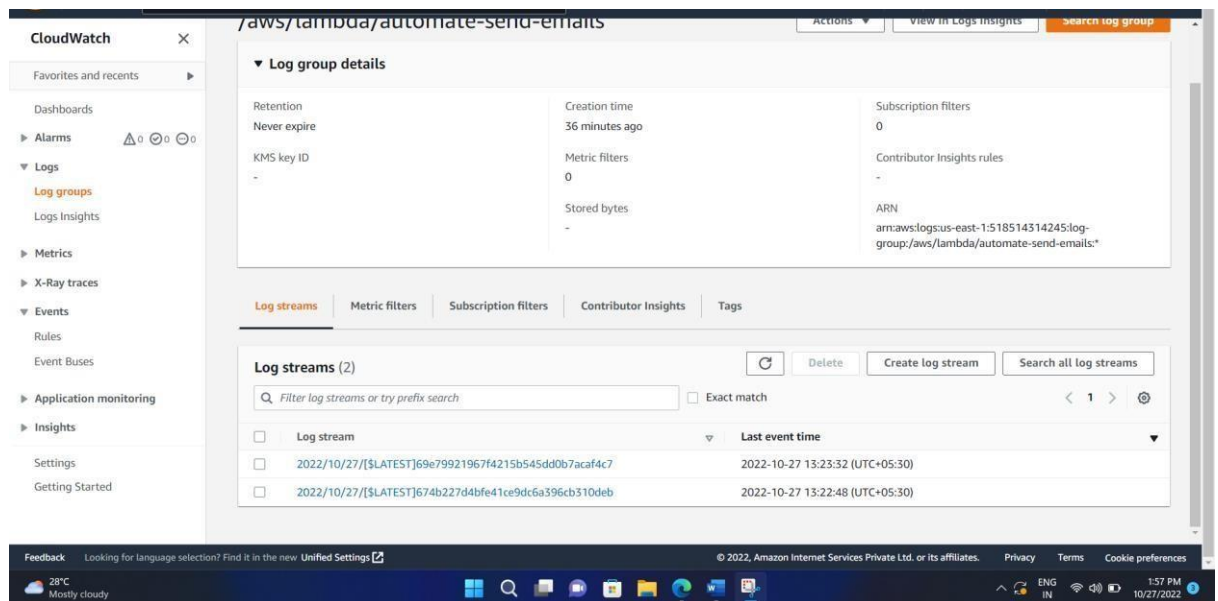 /aws/lambda/automate-send-emails
Actions
View in Logs Insights
Search log group
CloudWatch
Favorites and recents
Dashboards
Alarms
0
0
0
Logs
Log groups
Logs Insights
Metrics
X-Ray traces
Events
Rules
Event Buses
Application monitoring
Insights
Settings
Getting Started
Log group details
Retention
Never expire
KMS key ID
-
Creation time
36 minutes ago
Metric filters
0
Stored bytes
-
Subscription filters
0
Contributor Insights rules
-
ARN
arn:aws:logs:us-east-1:518514314245:log-
group:/aws/lambda/automate-send-emails:*
Log streams
Metric filters
Subscription filters
Contributor Insights
Tags
Log streams (2)
Delete
Create log stream
Search all log streams
Filter log streams or try prefix search
Exact match
1
Log stream
Last event time
2022/10/27/[$LATEST]69e79921967f4215b545dd0b7acaf4c7
2022-10-27 13:23:32 (UTC+05:30)
2022/10/27/[$LATEST]674b227d4bfe41ce9dc6a396cb310deb
2022-10-27 13:22:48 (UTC+05:30)
Feedback
Looking for language selection? Find it in the new Unified Settings
© 2022, Amazon Internet Services Private Ltd. or its affiliates.
Privacy
Terms
Cookie preferences
28°C
Mostly cloudy
ENG
IN
1:57 PM
10/27/2022